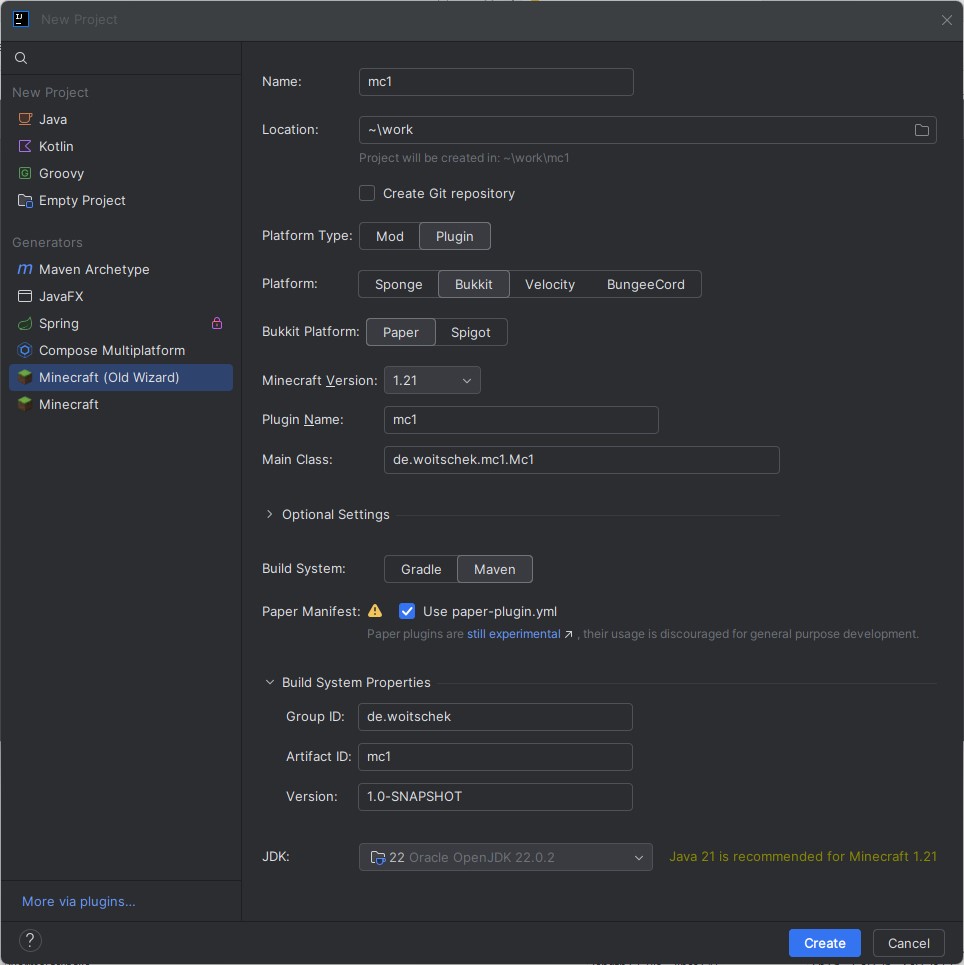 New Project
New Project
Java
Kotlin
Groovy
Empty Project
Generators
Maven Archetype
JavaFX
Spring
Compose Multiplatform
Minecraft (Old Wizard)
Minecraft
More via plugins...
Name: mc1
Location: ~\work
Project will be created in: ~\work\mc1
Create Git repository
Platform Type: Mod Plugin
Platform: Sponge Bukkit Velocity BungeeCord
Bukkit Platform: Paper Spigot
Minecraft Version: 1.21
Plugin Name: mc1
Main Class: de.woitschek.mc1.Mc1
Optional Settings
Build System: Gradle Maven
Paper Manifest: Use paper-plugin.yml
Paper plugins are still experimental ↗ , their usage is discouraged for general purpose development.
Build System Properties
Group ID: de.woitschek
Artifact ID: mc1
Version: 1.0-SNAPSHOT
JDK: 22 Oracle OpenJDK 22.0.2 Java 21 is recommended for Minecraft 1.21
? Create Cancel